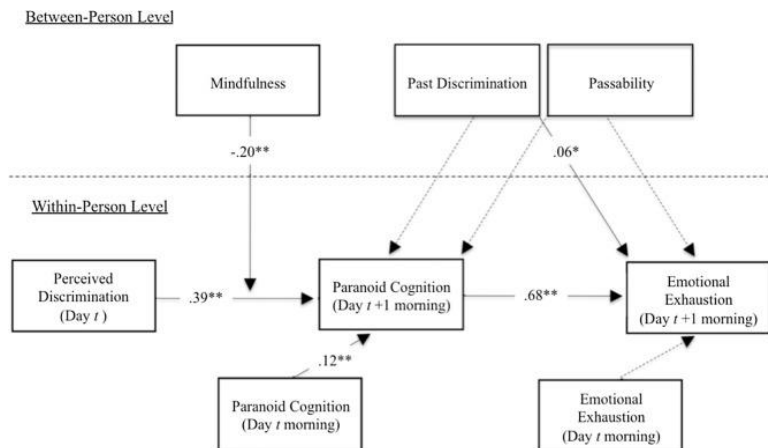 Between-Person Level
Mindfulness
Past Discrimination
Passability
-.20**
.06*
Within-Person Level
Perceived
Discrimination
(Day t )
.39**
Paranoid Cognition
(Day t +1 morning)
.68**
Emotional
Exhaustion
(Day t +1 morning)
.12**
Paranoid Cognition
(Day t morning)
Emotional
Exhaustion
(Day t morning)